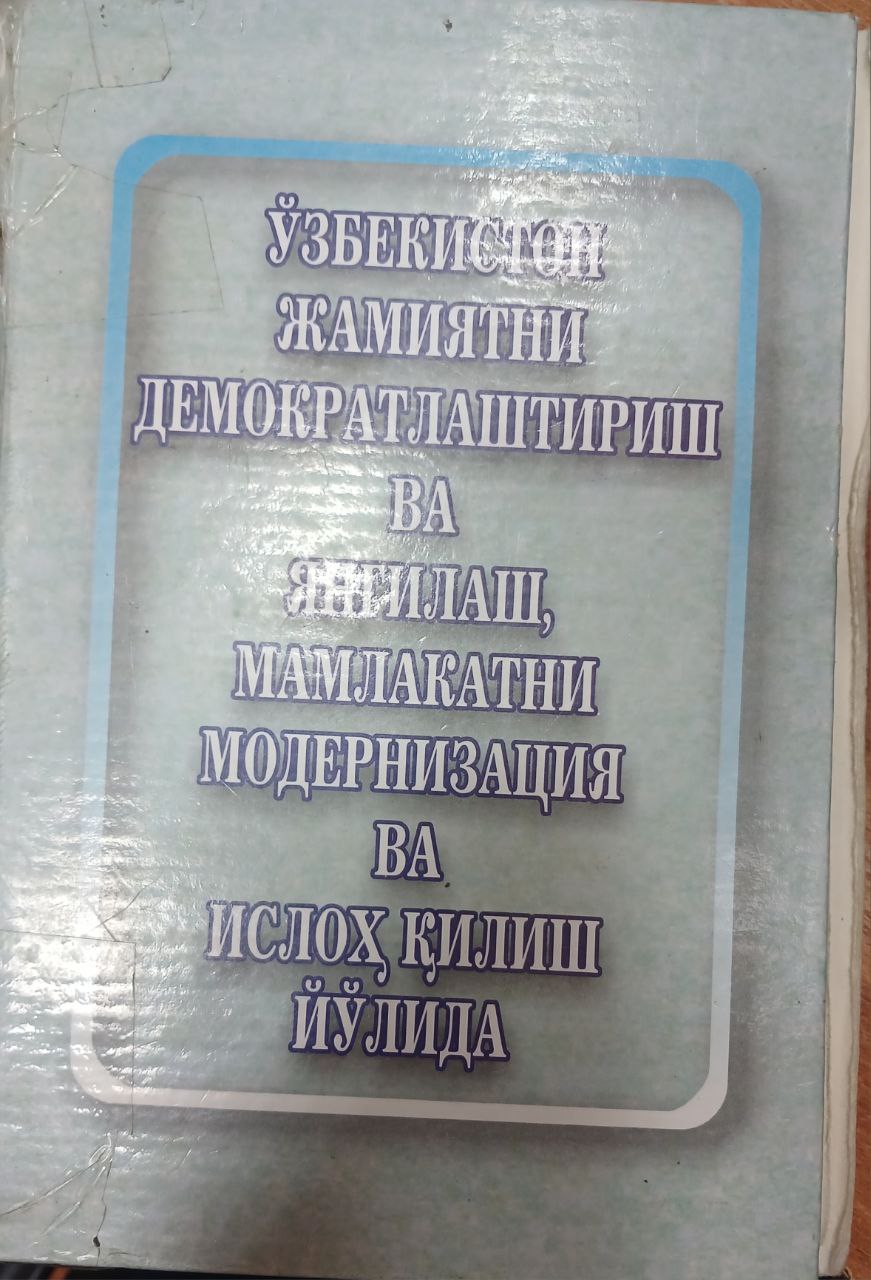 ЎЗБЕКИСТОН
ЖАМИЯТНИ
ДЕМОКРАТЛАШТИРИШ
ВА
ЯНГИЛАШ,
МАМЛАКАТНИ
МОДЕРНИЗАЦИЯ
ВА
ИСЛОҲ ҚИЛИШ
ЙЎЛИДА